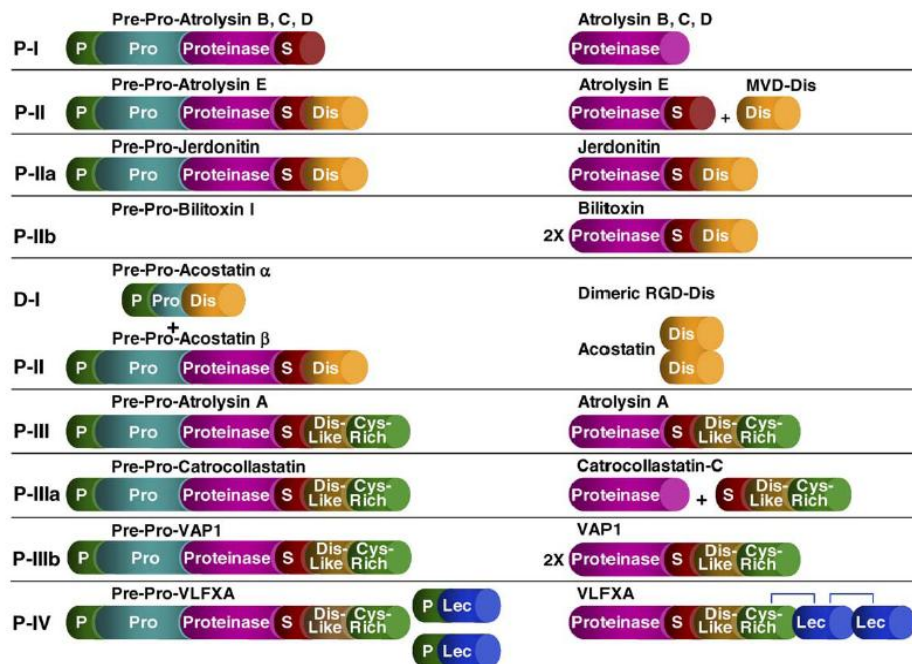 Pre-Pro-Atrolysin B, C, D Atrolysin B, C, D
P-I P Pro Proteinase S Proteinase
Pre-Pro-Atrolysin E Atrolysin E MVD-Dis
P-II P Pro Proteinase S Dis Proteinase S + Dis
Pre-Pro-Jerdonitin Jerdonitin
P-IIa P Pro Proteinase S Dis Proteinase S Dis
Pre-Pro-Bilitoxin I Bilitoxin
P-IIb 2X Proteinase S Dis
Pre-Pro-Acostatin α
D-I P Pro Dis Dimeric RGD-Dis
+
Pre-Pro-Acostatin β Acostatin Dis
P-II P Pro Proteinase S Dis Dis
Pre-Pro-Atrolysin A Atrolysin A
P-III P Pro Proteinase S Dis-Like Cys-Rich Proteinase S Dis-Like Cys-Rich
Pre-Pro-Catrocollastatin Catrocollastatin-C
P-IIIa P Pro Proteinase S Dis-Like Cys-Rich Proteinase + S Dis-Like Cys-Rich
Pre-Pro-VAP1 VAP1
P-IIIb P Pro Proteinase S Dis-Like Cys-Rich 2X Proteinase S Dis-Like Cys-Rich
Pre-Pro-VLFXA VLFXA
P-IV P Pro Proteinase S Dis-Like Cys-Rich P Lec Proteinase S Dis-Like Cys-Rich Lec Lec
P Lec